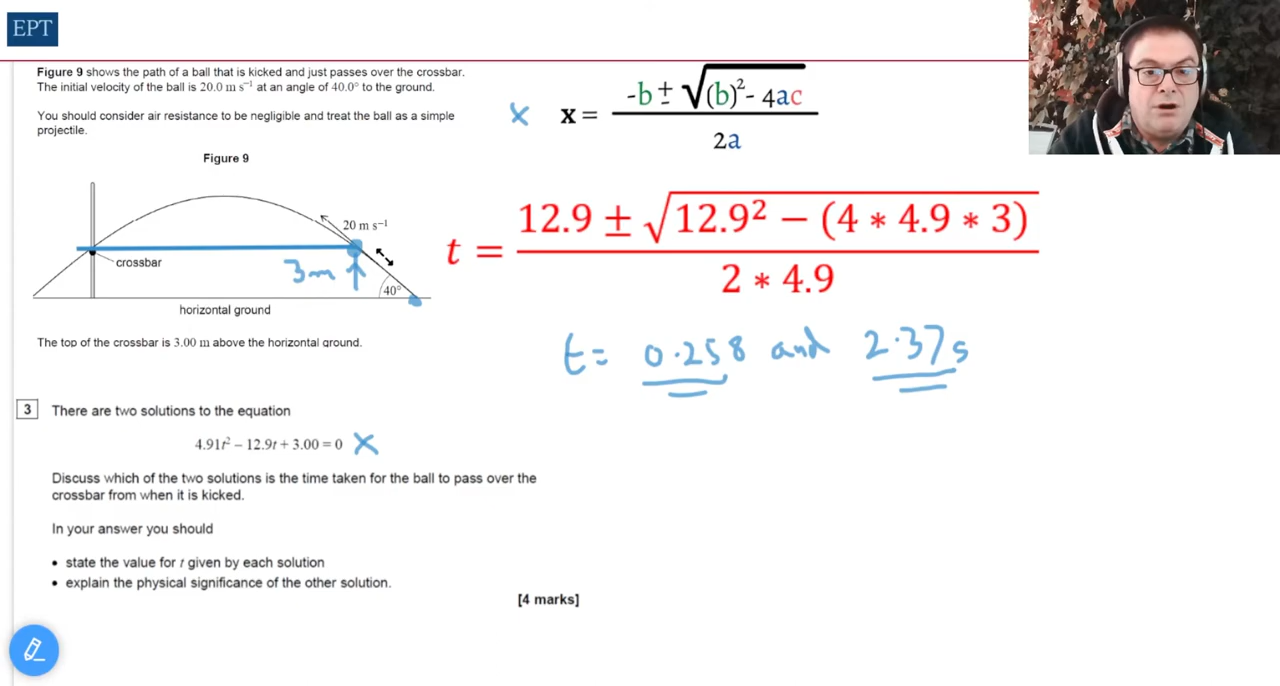 EPT
Figure 9 shows the path of a ball that is kicked and just passes over the crossbar.
The initial velocity of the ball is 20.0 m s⁻¹ at an angle of 40.0° to the ground.
You should consider air resistance to be negligible and treat the ball as a simple
projectile.
Figure 9
20 m s⁻¹
crossbar
3m
40°
horizontal ground
The top of the crossbar is 3.00 m above the horizontal ground.
3 There are two solutions to the equation
4.91t² – 12.9t + 3.00 = 0 X
Discuss which of the two solutions is the time taken for the ball to pass over the
crossbar from when it is kicked.
In your answer you should
• state the value for t given by each solution
• explain the physical significance of the other solution.
[4 marks]
X x = (-b ± √((b)² - 4ac)) / 2a
t = (12.9 ± √(12.9² − (4 * 4.9 * 3))) / (2 * 4.9)
t = 0.258 and 2.37s